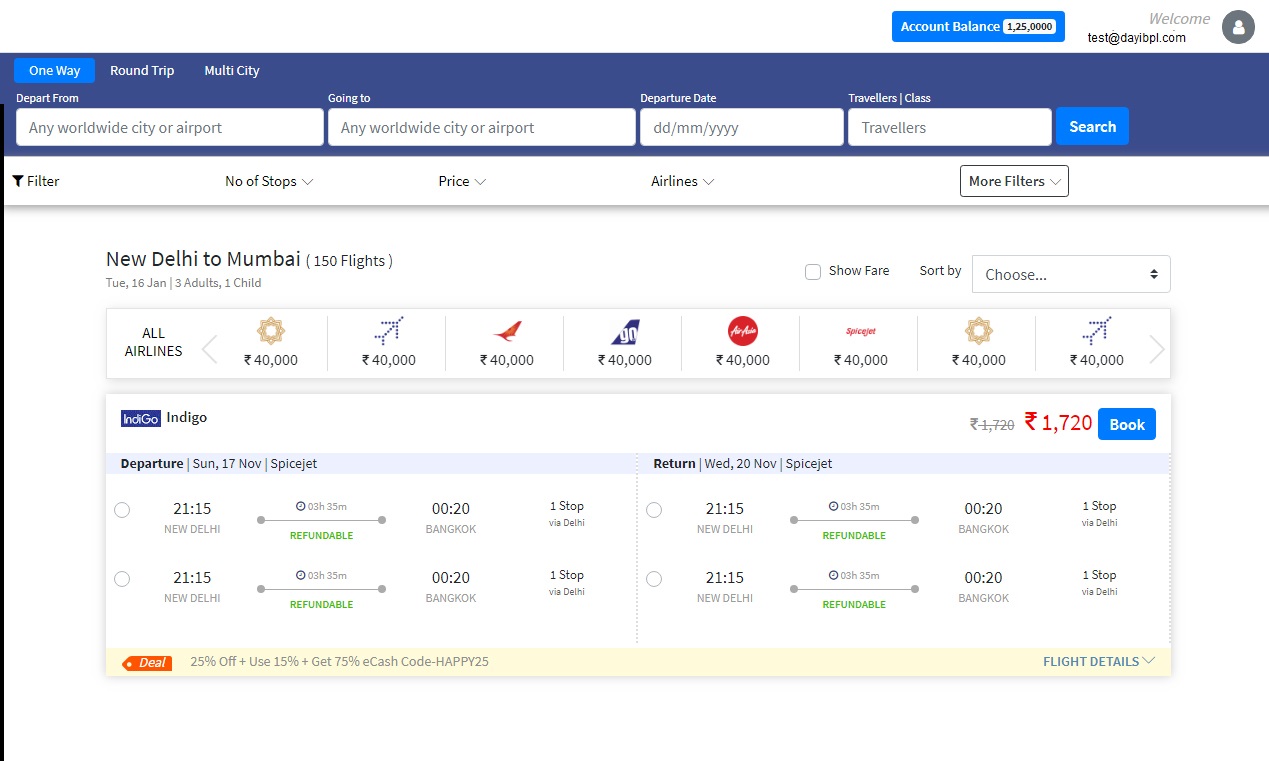 Account Balance 1,25,0000
Welcome
test@dayibpl.com
One Way Round Trip Multi City
Depart From Going to Departure Date Travellers | Class
Any worldwide city or airport Any worldwide city or airport dd/mm/yyyy Travellers Search
Filter No of Stops Price Airlines More Filters
New Delhi to Mumbai ( 150 Flights )
Tue, 16 Jan | 3 Adults, 1 Child
Show Fare Sort by Choose...
ALL
AIRLINES
go AirAsia Spicejet
₹ 40,000 ₹ 40,000 ₹ 40,000 ₹ 40,000 ₹ 40,000 ₹ 40,000 ₹ 40,000 ₹ 40,000
IndiGo Indigo ₹ 1,720 ₹ 1,720 Book
Departure | Sun, 17 Nov | Spicejet Return | Wed, 20 Nov | Spicejet
21:15 03h 35m 00:20 1 Stop 21:15 03h 35m 00:20 1 Stop
NEW DELHI REFUNDABLE BANGKOK via Delhi NEW DELHI REFUNDABLE BANGKOK via Delhi
21:15 03h 35m 00:20 1 Stop 21:15 03h 35m 00:20 1 Stop
NEW DELHI REFUNDABLE BANGKOK via Delhi NEW DELHI REFUNDABLE BANGKOK via Delhi
Deal 25% Off + Use 15% + Get 75% eCash Code-HAPPY25 FLIGHT DETAILS